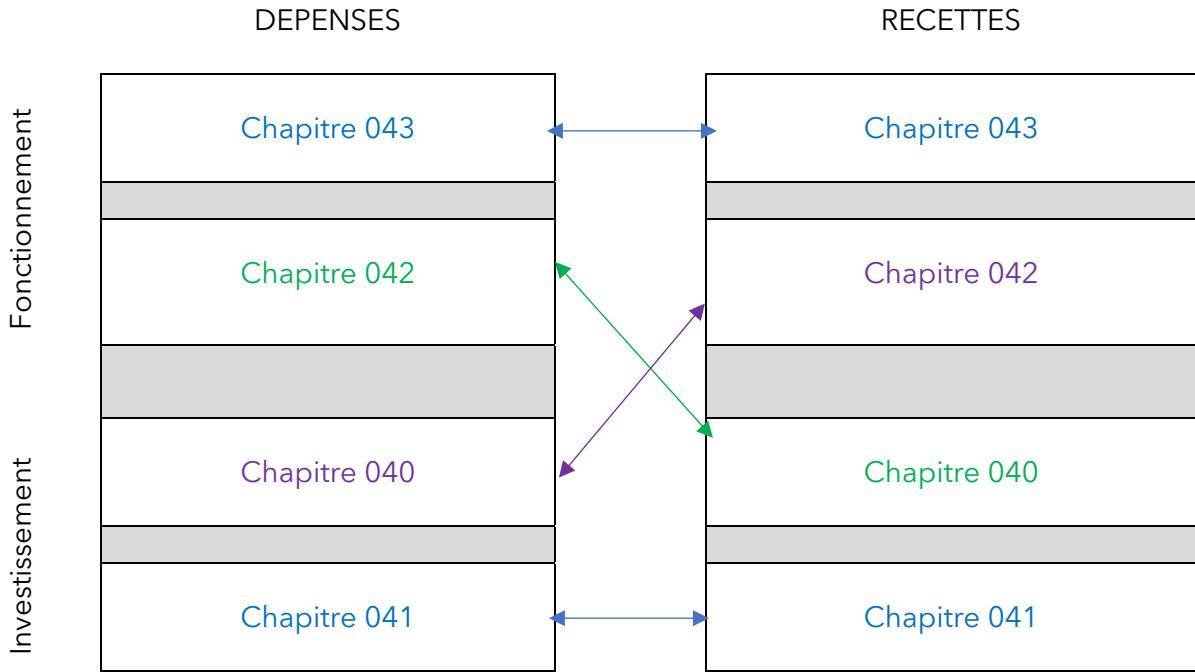 DEPENSES
RECETTES
Fonctionnement
Chapitre 043
Chapitre 043
Chapitre 042
Chapitre 042
Investissement
Chapitre 040
Chapitre 040
Chapitre 041
Chapitre 041